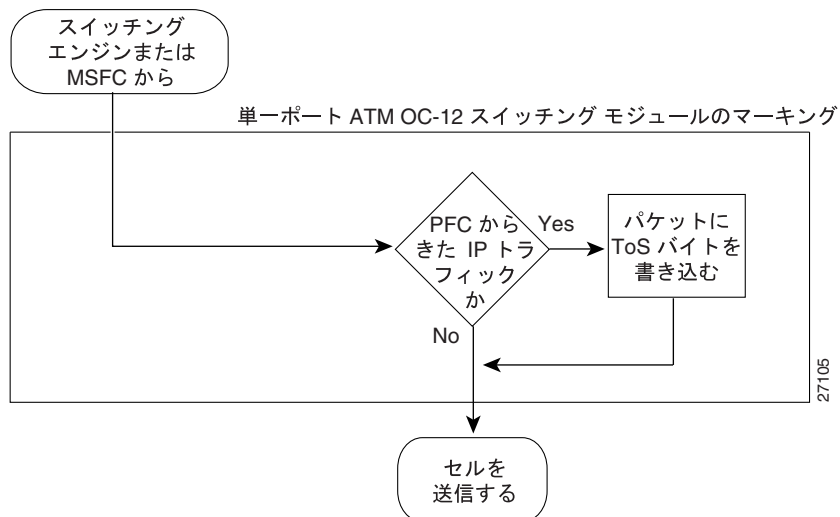 スイッチング
エンジンまたは
MSFC から
単一ポート ATM OC-12 スイッチング モジュールのマーキング
PFC から
きた IP トラ
フィック
か
Yes
パケットに
ToS バイトを
書き込む
No
27105
セルを
送信する